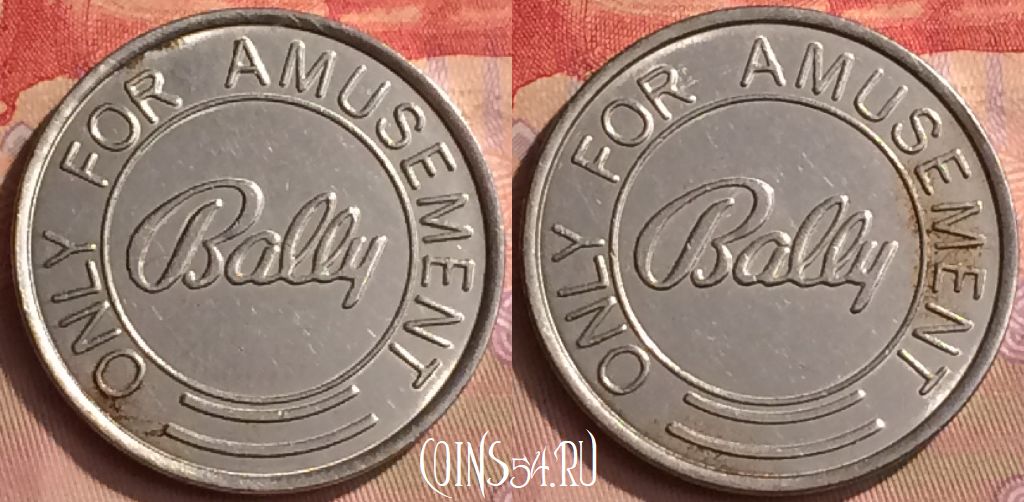 ONLY FOR AMUSEMENT
Bally
ONLY FOR AMUSEMENT
Bally
COINS54.RU